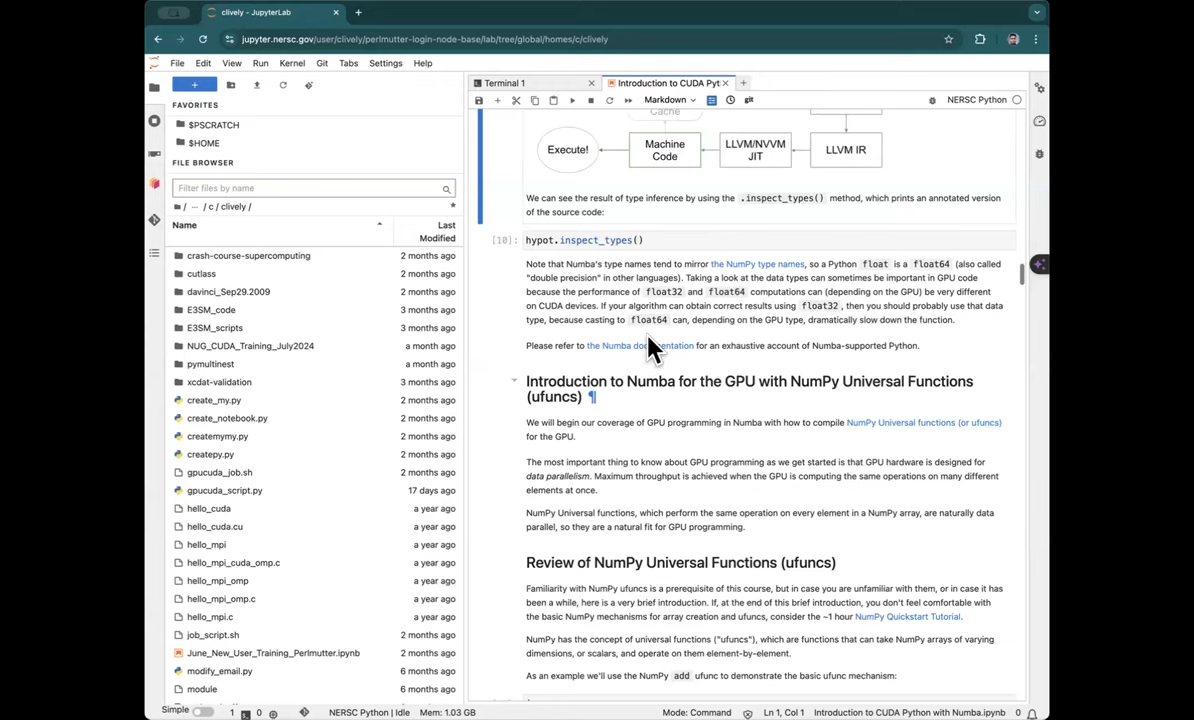 clively - JupyterLab
jupyter.nersc.gov/user/clively/perlmutter-login-node-base/lab/tree/global/homes/c/clively
File Edit View Run Kernel Git Tabs Settings Help
FAVORITES
$PSCRATCH
$HOME
FILE BROWSER
Filter files by name
/ ... / c / clively /
Name Last Modified
crash-course-supercomputing 2 months ago
cutlass 2 months ago
davinci_Sep29.2009 2 months ago
E3SM_code 3 months ago
E3SM_scripts 3 months ago
NUG_CUDA_Training_July2024 a month ago
pymultinest a month ago
xcdat-validation 3 months ago
create_my.py 2 months ago
create_notebook.py 2 months ago
createmymy.py 2 months ago
createpy.py 2 months ago
gpucuda_job.sh 2 months ago
gpucuda_script.py 17 days ago
hello_cuda a year ago
hello_cuda.cu a year ago
hello_mpi a year ago
hello_mpi_cuda_omp.c a year ago
hello_mpi_omp a year ago
hello_mpi_omp.c a year ago
hello_mpi.c a year ago
job_script.sh 2 months ago
June_New_User_Training_Perlmutter.ipynb 2 months ago
modify_email.py 6 months ago
module 6 months ago
Terminal 1
Introduction to CUDA Pyt
Markdown
git
NERSC Python
Cache
Execute!
Machine Code
LLVM/NVVM JIT
LLVM IR
We can see the result of type inference by using the .inspect_types() method, which prints an annotated version
of the source code:
[10]: hypot.inspect_types()
Note that Numba's type names tend to mirror the NumPy type names, so a Python float is a float64 (also called
"double precision" in other languages). Taking a look at the data types can sometimes be important in GPU code
because the performance of float32 and float64 computations can (depending on the GPU) be very different
on CUDA devices. If your algorithm can obtain correct results using float32, then you should probably use that data
type, because casting to float64 can, depending on the GPU type, dramatically slow down the function.
Please refer to the Numba documentation for an exhaustive account of Numba-supported Python.
Introduction to Numba for the GPU with NumPy Universal Functions
(ufuncs) ¶
We will begin our coverage of GPU programming in Numba with how to compile NumPy Universal functions (or ufuncs)
for the GPU.
The most important thing to know about GPU programming as we get started is that GPU hardware is designed for
data parallelism. Maximum throughput is achieved when the GPU is computing the same operations on many different
elements at once.
NumPy Universal functions, which perform the same operation on every element in a NumPy array, are naturally data
parallel, so they are a natural fit for GPU programming.
Review of NumPy Universal Functions (ufuncs)
Familiarity with NumPy ufuncs is a prerequisite of this course, but in case you are unfamiliar with them, or in case it has
been a while, here is a very brief introduction. If, at the end of this brief introduction, you don't feel comfortable with
the basic NumPy mechanisms for array creation and ufuncs, consider the ~1 hour NumPy Quickstart Tutorial.
NumPy has the concept of universal functions ("ufuncs"), which are functions that can take NumPy arrays of varying
dimensions, or scalars, and operate on them element-by-element.
As an example we'll use the NumPy add ufunc to demonstrate the basic ufunc mechanism:
Simple 1 0 NERSC Python | Idle Mem: 1.03 GB Mode: Command Ln 1, Col 1 Introduction to CUDA Python with Numba.ipynb 0